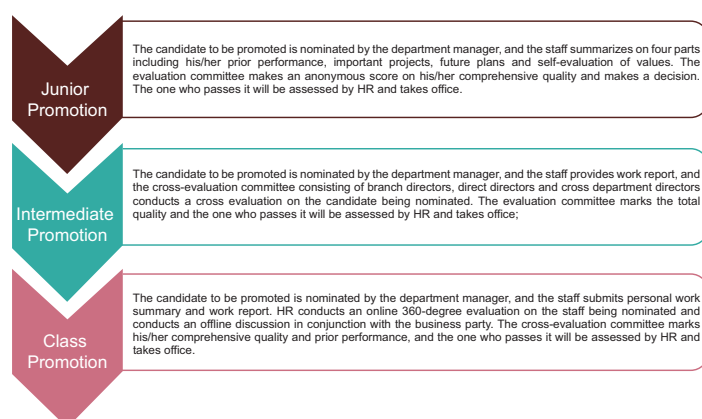 Junior
Promotion
The candidate to be promoted is nominated by the department manager, and the staff summarizes on four parts
including his/her prior performance, important projects, future plans and self-evaluation of values. The
evaluation committee makes an anonymous score on his/her comprehensive quality and makes a decision.
The one who passes it will be assessed by HR and takes office.
Intermediate
Promotion
The candidate to be promoted is nominated by the department manager, and the staff provides work report, and
the cross-evaluation committee consisting of branch directors, direct directors and cross department directors
conducts a cross evaluation on the candidate being nominated. The evaluation committee marks the total
quality and the one who passes it will be assessed by HR and takes office;
Class
Promotion
The candidate to be promoted is nominated by the department manager, and the staff submits personal work
summary and work report. HR conducts an online 360-degree evaluation on the staff being nominated and
conducts an offline discussion in conjunction with the business party. The cross-evaluation committee marks
his/her comprehensive quality and prior performance, and the one who passes it will be assessed by HR and
takes office.